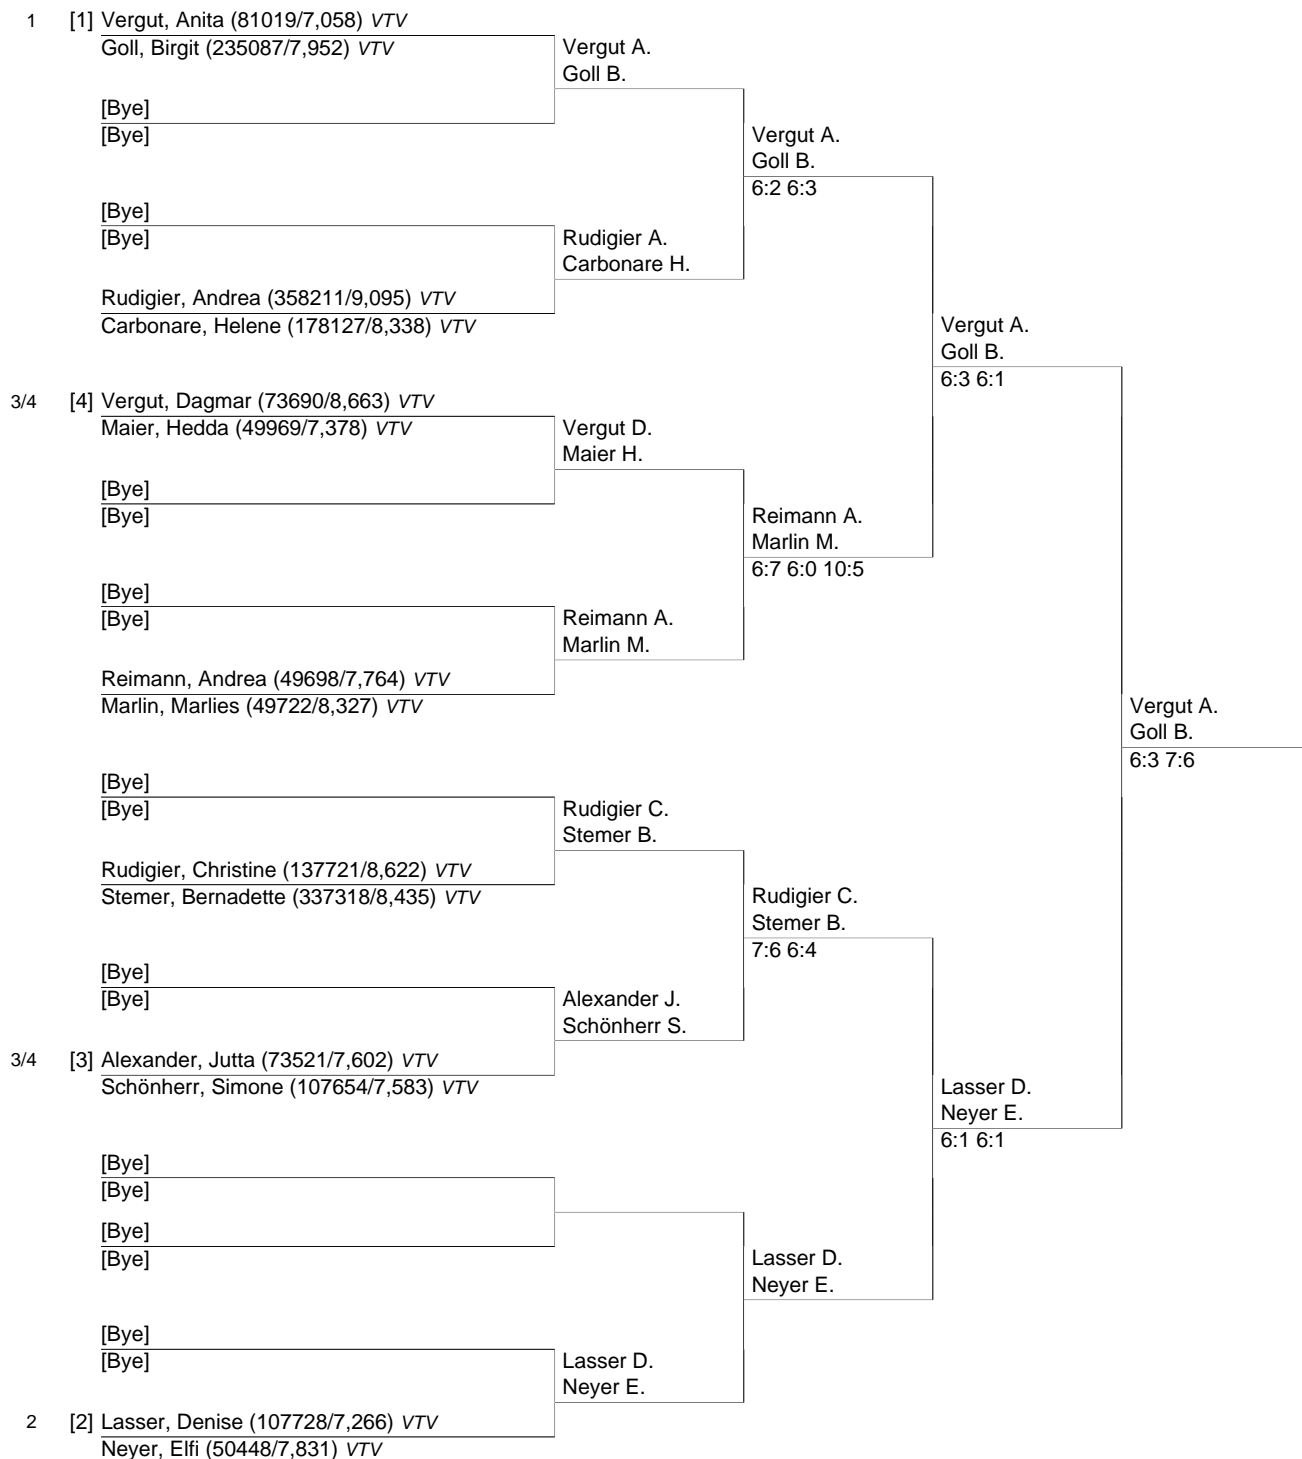 1 [1] Vergut, Anita (81019/7,058) VTV
Goll, Birgit (235087/7,952) VTV
Vergut A.
Goll B.
[Bye]
[Bye]
Vergut A.
Goll B.
6:2 6:3
[Bye]
[Bye]
Rudigier A.
Carbonare H.
Rudigier, Andrea (358211/9,095) VTV
Carbonare, Helene (178127/8,338) VTV
Vergut A.
Goll B.
6:3 6:1
3/4 [4] Vergut, Dagmar (73690/8,663) VTV
Maier, Hedda (49969/7,378) VTV
Vergut D.
Maier H.
[Bye]
[Bye]
Reimann A.
Marlin M.
6:7 6:0 10:5
[Bye]
[Bye]
Reimann A.
Marlin M.
Reimann, Andrea (49698/7,764) VTV
Marlin, Marlies (49722/8,327) VTV
Vergut A.
Goll B.
6:3 7:6
[Bye]
[Bye]
Rudigier C.
Stemer B.
Rudigier, Christine (137721/8,622) VTV
Stemer, Bernadette (337318/8,435) VTV
Rudigier C.
Stemer B.
7:6 6:4
[Bye]
[Bye]
Alexander J.
Schönherr S.
3/4 [3] Alexander, Jutta (73521/7,602) VTV
Schönherr, Simone (107654/7,583) VTV
Lasser D.
Neyer E.
6:1 6:1
[Bye]
[Bye]
[Bye]
[Bye]
Lasser D.
Neyer E.
[Bye]
[Bye]
Lasser D.
Neyer E.
2 [2] Lasser, Denise (107728/7,266) VTV
Neyer, Elfi (50448/7,831) VTV